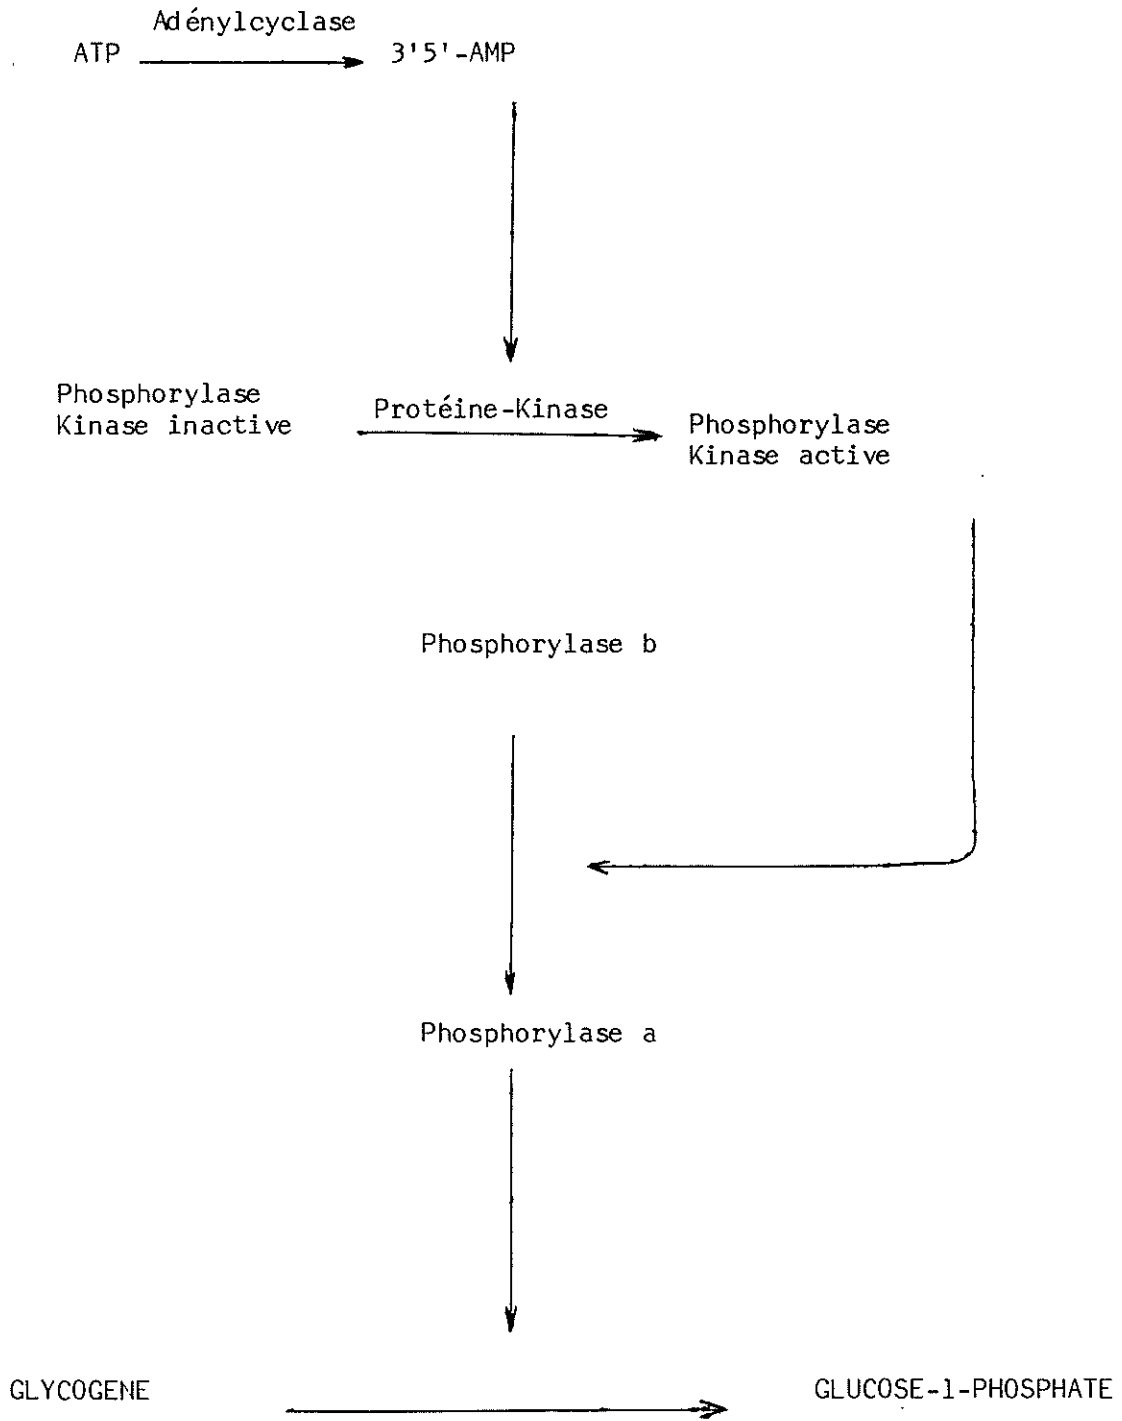 Adénylcyclase
ATP
3'5'-AMP
Phosphorylase
Kinase inactive
Protéine-Kinase
Phosphorylase
Kinase active
Phosphorylase b
Phosphorylase a
GLYCOGENE
GLUCOSE-1-PHOSPHATE